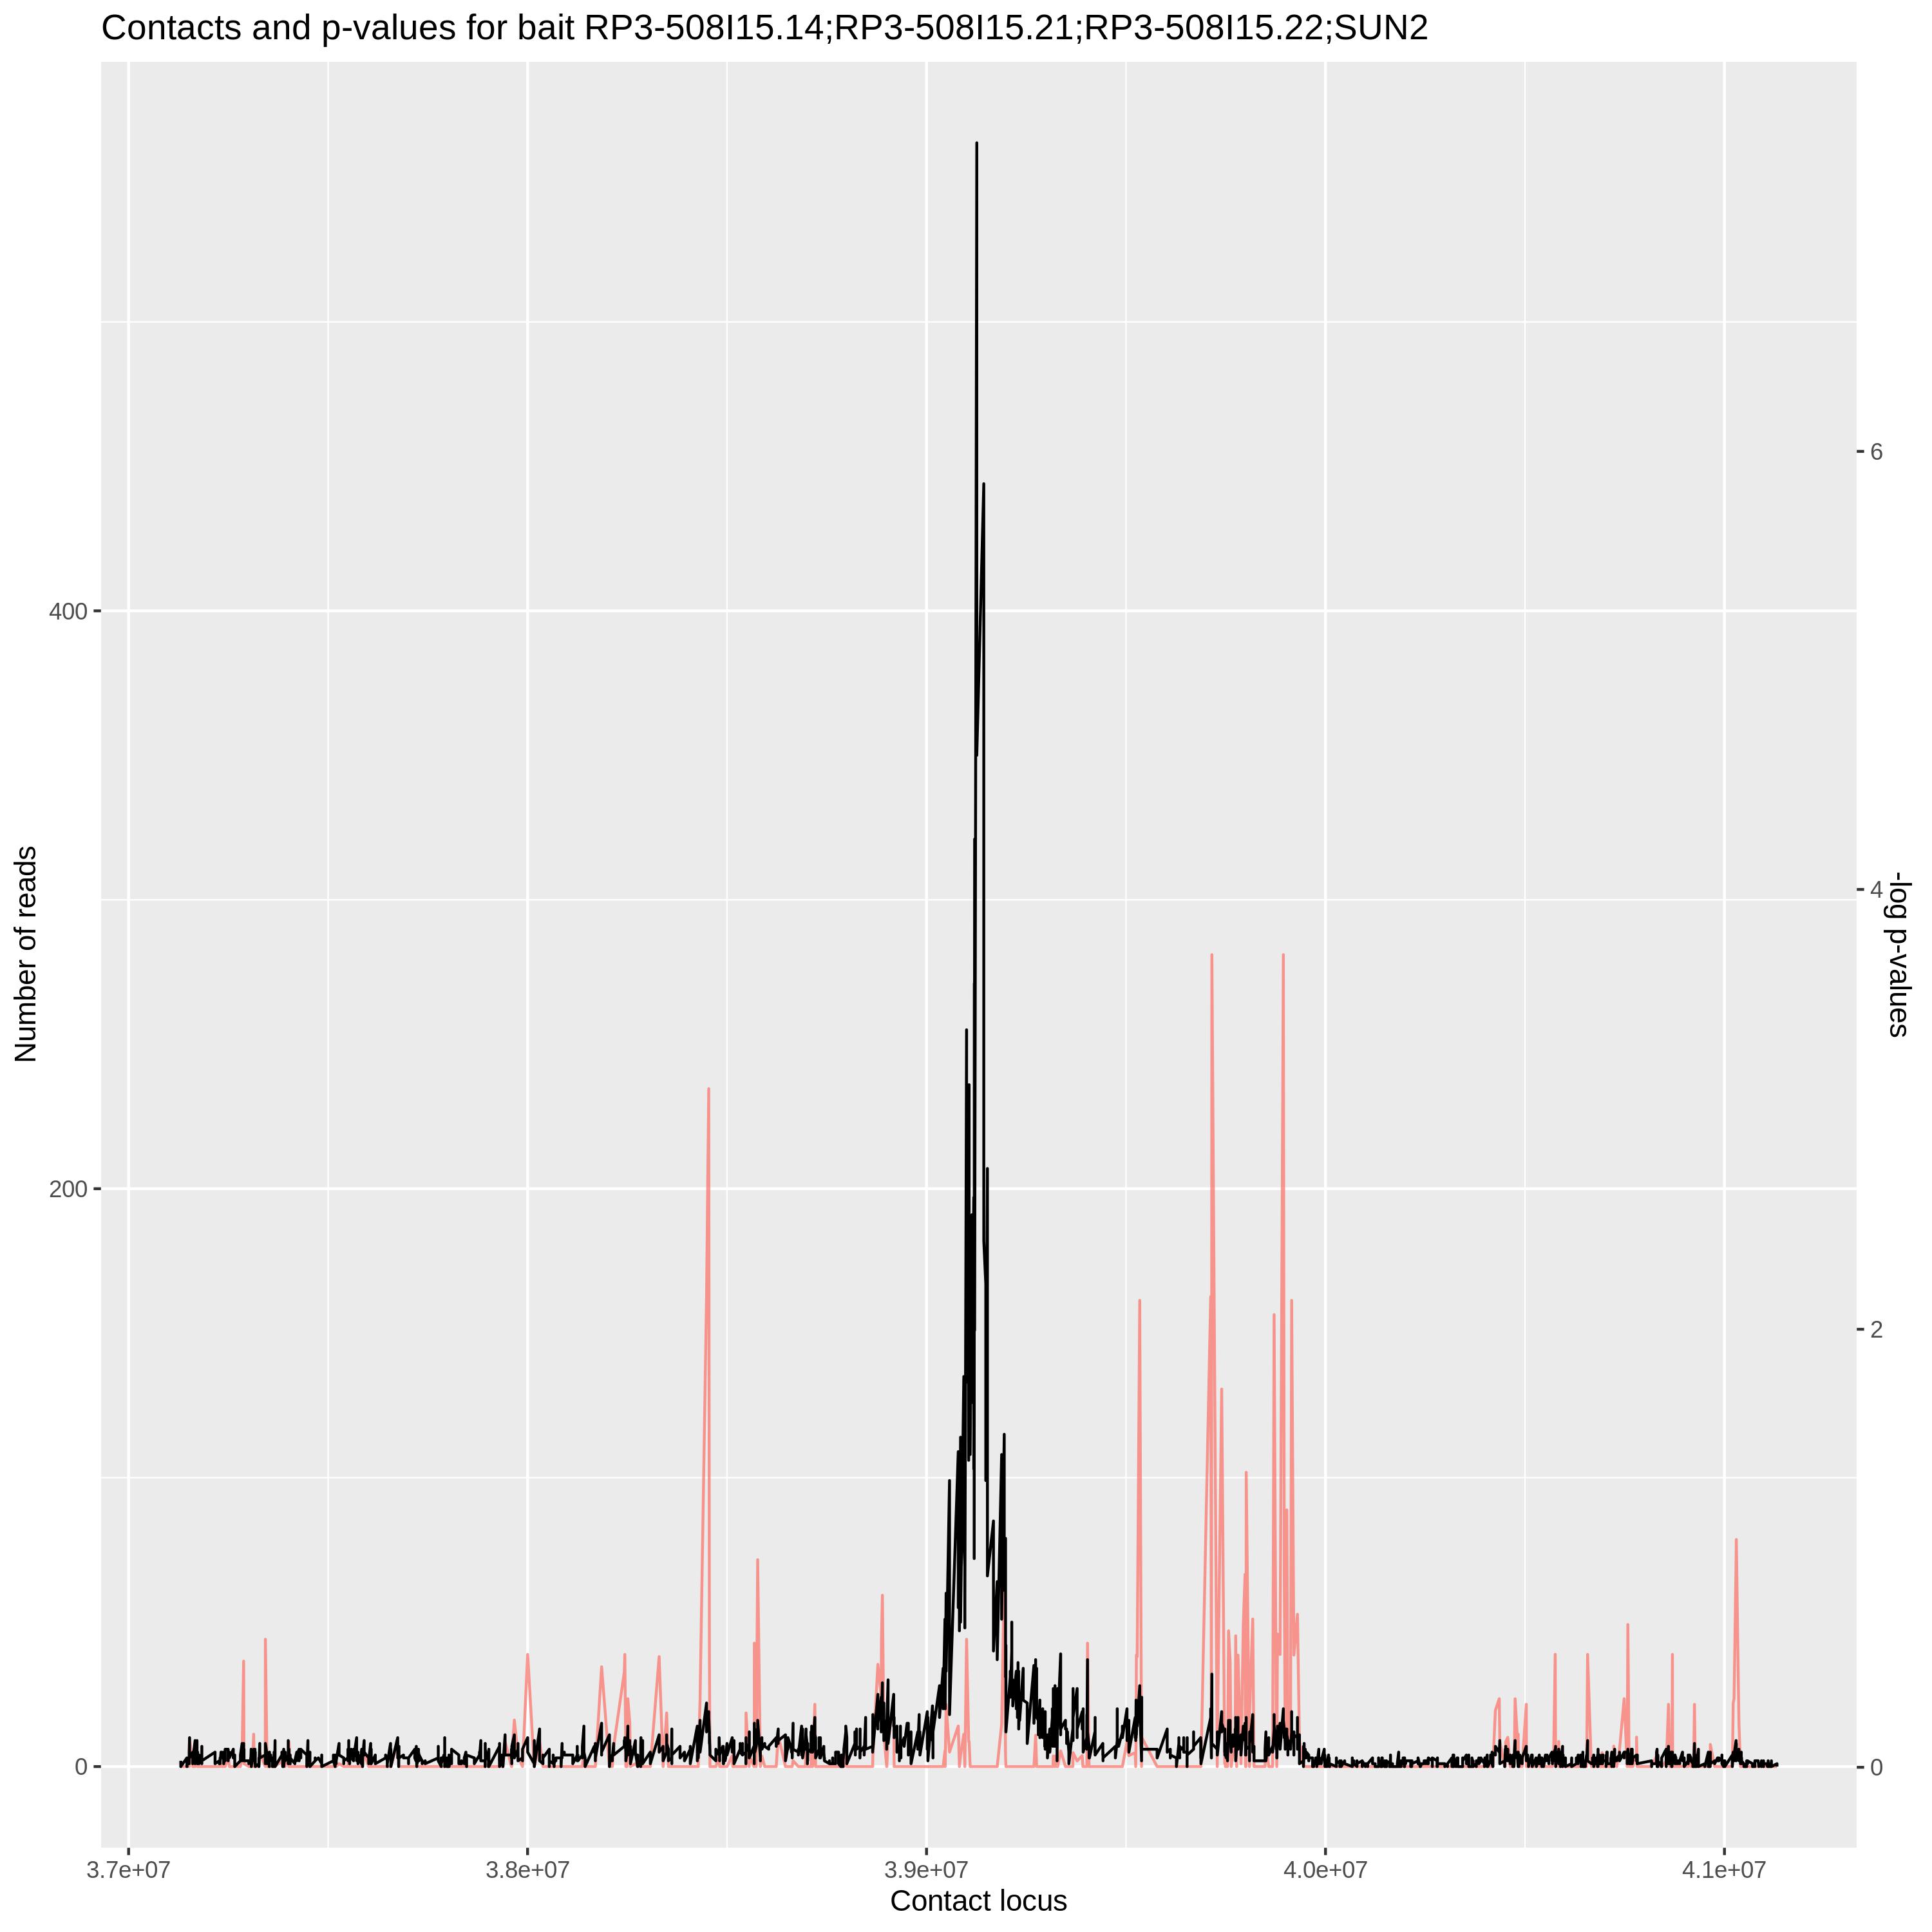 Contacts and p-values for bait RP3-508I15.14;RP3-508I15.21;RP3-508I15.22;SUN2
Number of reads
400
200
0
6
4
2
0
-log p-values
3.7e+07
3.8e+07
3.9e+07
4.0e+07
4.1e+07
Contact locus